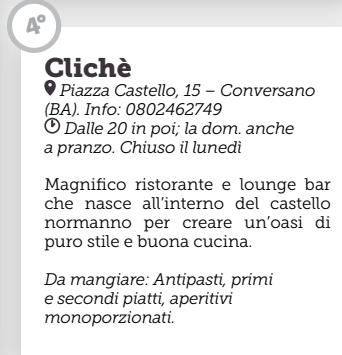 4°
Clichè
Piazza Castello, 15 – Conversano
(BA). Info: 0802462749
Dalle 20 in poi; la dom. anche
a pranzo. Chiuso il lunedì
Magnifico ristorante e lounge bar
che nasce all'interno del castello
normanno per creare un'oasi di
puro stile e buona cucina.
Da mangiare: Antipasti, primi
e secondi piatti, aperitivi
monoporzionati.